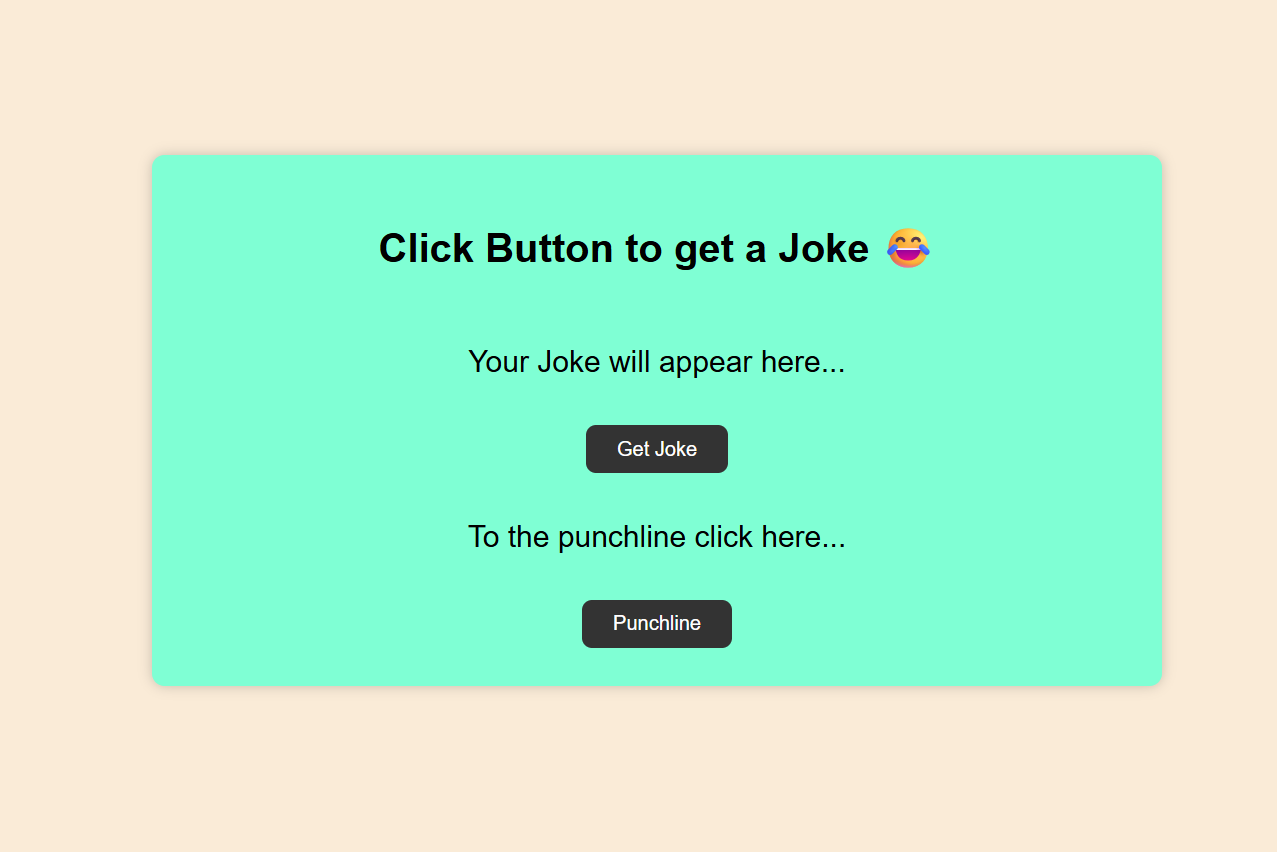 Click Button to get a Joke 😂
Your Joke will appear here...
Get Joke
To the punchline click here...
Punchline